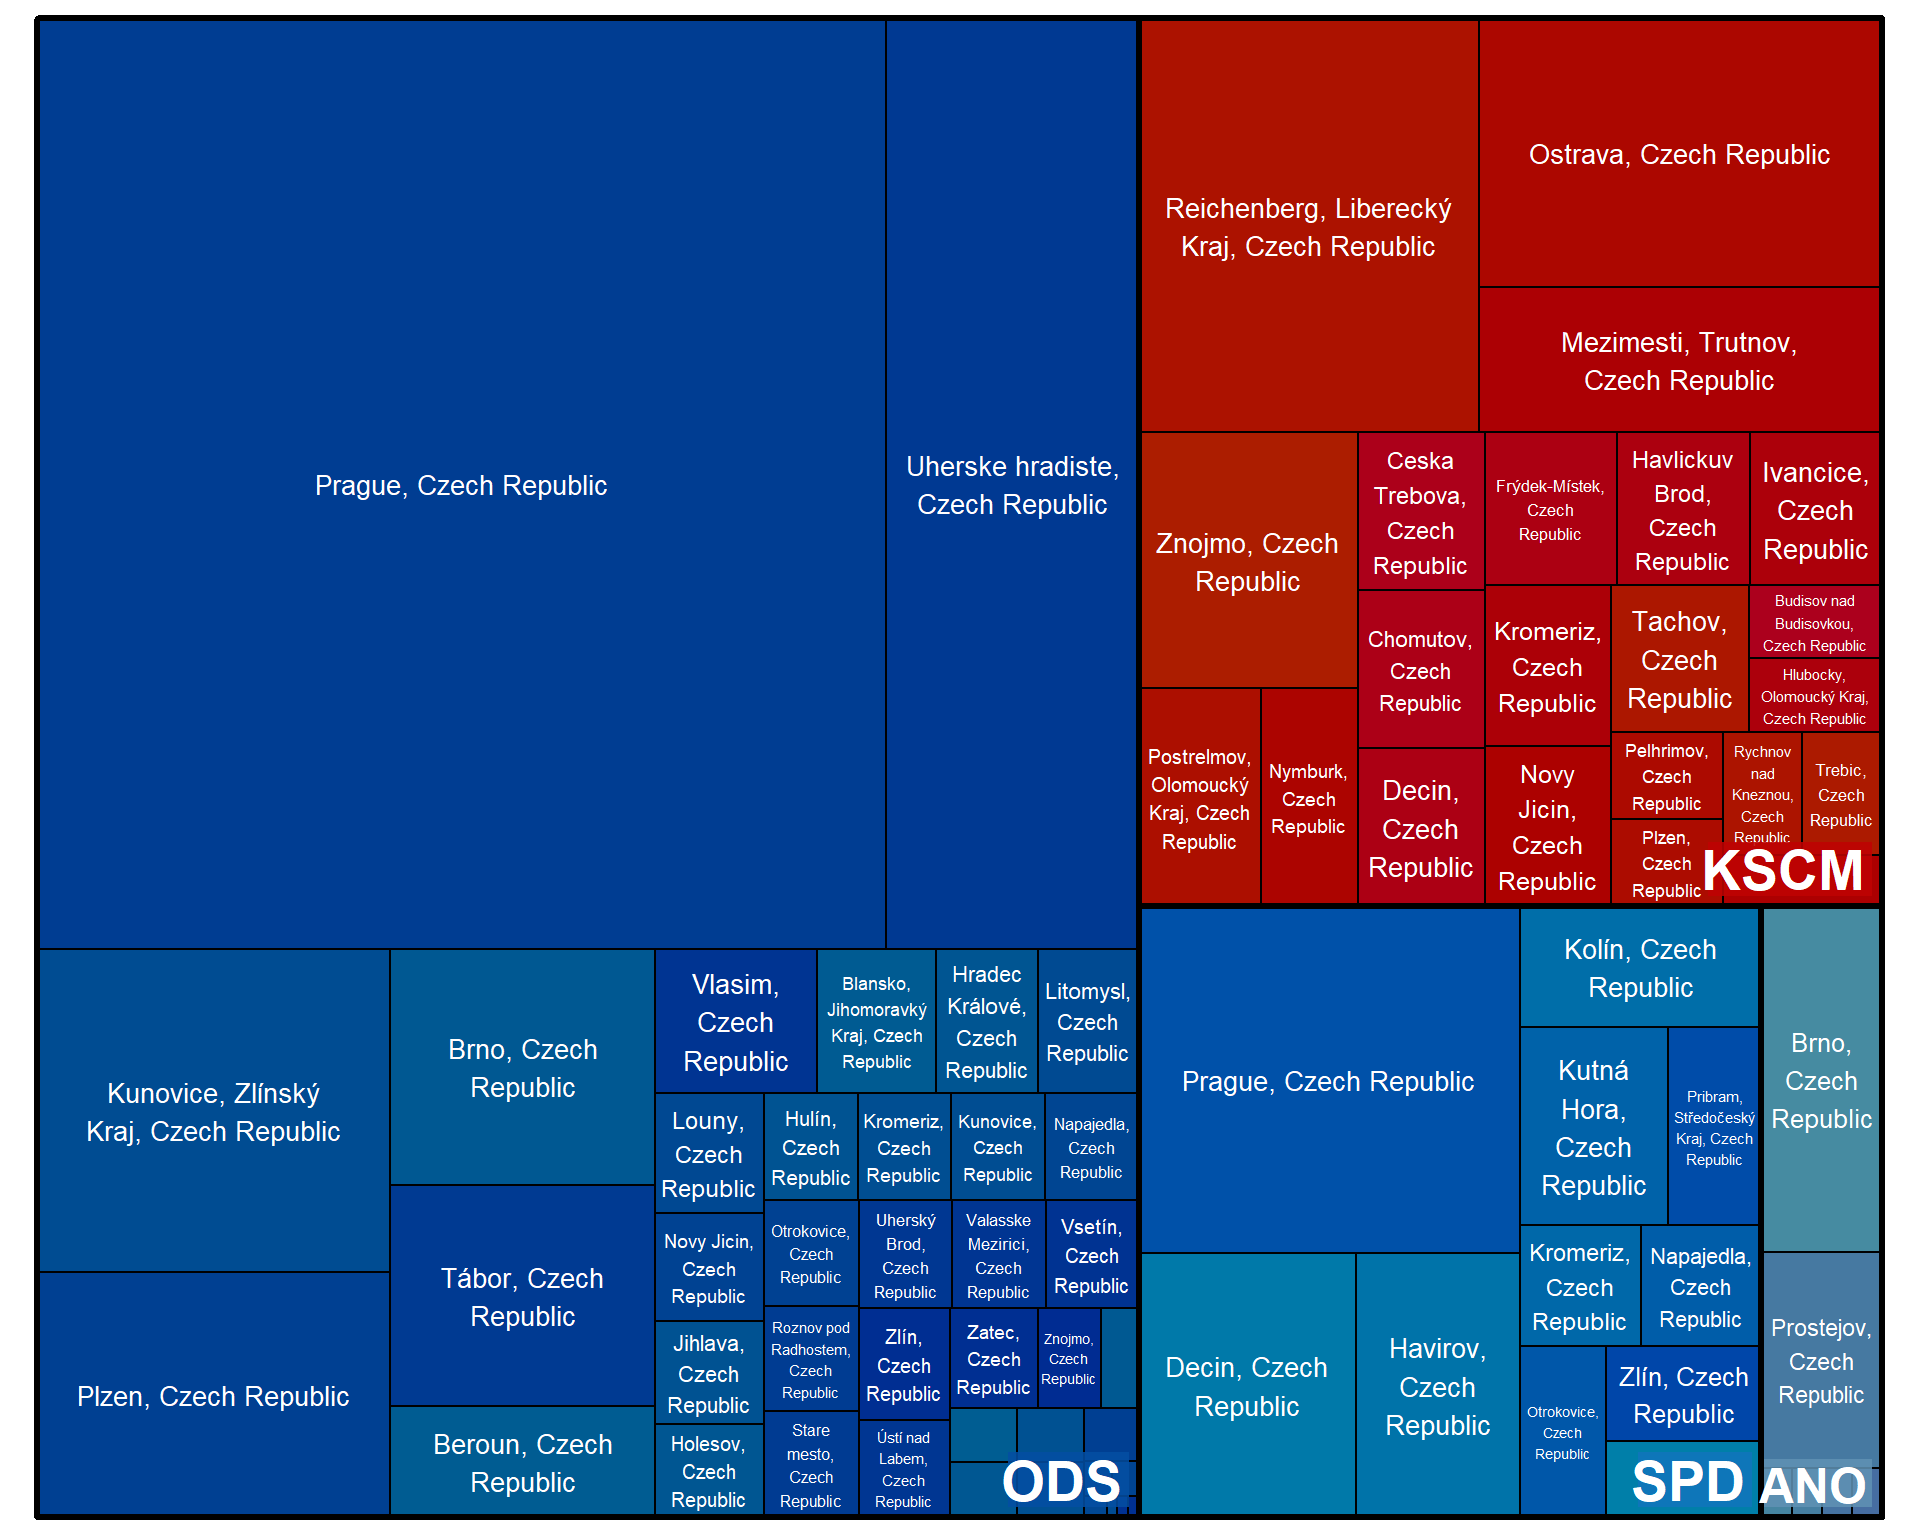 Prague, Czech Republic
Uherske hradiste,
Czech Republic
Kunovice, Zlínský
Kraj, Czech Republic
Plzen, Czech Republic
Brno, Czech
Republic
Tábor, Czech
Republic
Beroun, Czech
Republic
Vlasim,
Czech
Republic
Blansko,
Jihomoravký
Kraj, Czech
Republic
Hradec
Králové,
Czech
Republic
Litomysl,
Czech
Republic
Louny,
Czech
Republic
Hulín,
Czech
Republic
Kromeriz,
Czech
Republic
Kunovice,
Czech
Republic
Napajedla,
Czech
Republic
Novy Jicin,
Czech
Republic
Otrokovice,
Czech
Republic
Uherský
Brod,
Czech
Republic
Valasske
Mezirici,
Czech
Republic
Vsetín,
Czech
Republic
Jihlava,
Czech
Republic
Roznov pod
Radhostem,
Czech
Republic
Zlín,
Czech
Republic
Zatec,
Czech
Republic
Znojmo,
Czech
Republic
Holesov,
Czech
Republic
Stare
mesto,
Czech
Republic
Ústí nad
Labem,
Czech
Republic
ODS
Reichenberg, Liberecký
Kraj, Czech Republic
Ostrava, Czech Republic
Mezimesti, Trutnov,
Czech Republic
Znojmo, Czech
Republic
Ceska
Trebova,
Czech
Republic
Frýdek-Místek,
Czech
Republic
Havlickuv
Brod,
Czech
Republic
Ivancice,
Czech
Republic
Chomutov,
Czech
Republic
Kromeriz,
Czech
Republic
Tachov,
Czech
Republic
Budisov nad
Budisovkou,
Czech Republic
Hlubocky,
Olomoucký Kraj,
Czech Republic
Postrelmov,
Olomoucký
Kraj, Czech
Republic
Nymburk,
Czech
Republic
Decin,
Czech
Republic
Novy
Jicin,
Czech
Republic
Pelhrimov,
Czech
Republic
Rychnov
nad
Kneznou,
Czech
Republic
Trebic,
Czech
Republic
Plzen,
Czech
Republic
KSCM
Prague, Czech Republic
Kolín, Czech
Republic
Kutná
Hora,
Czech
Republic
Pribram,
Středočeský
Kraj, Czech
Republic
Decin, Czech
Republic
Havirov,
Czech
Republic
Kromeriz,
Czech
Republic
Napajedla,
Czech
Republic
Otrokovice,
Czech
Republic
Zlín, Czech
Republic
SPD
Brno,
Czech
Republic
Prostejov,
Czech
Republic
ANO